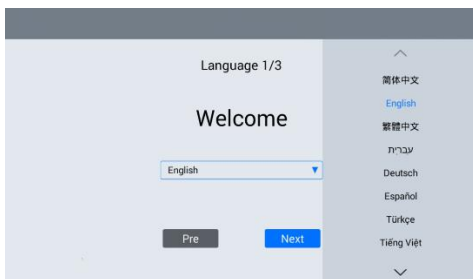 Language 1/3
Welcome
English
Pre
Next
简体中文
English
繁體中文
עברית
Deutsch
Español
Türkçe
Tiếng Việt